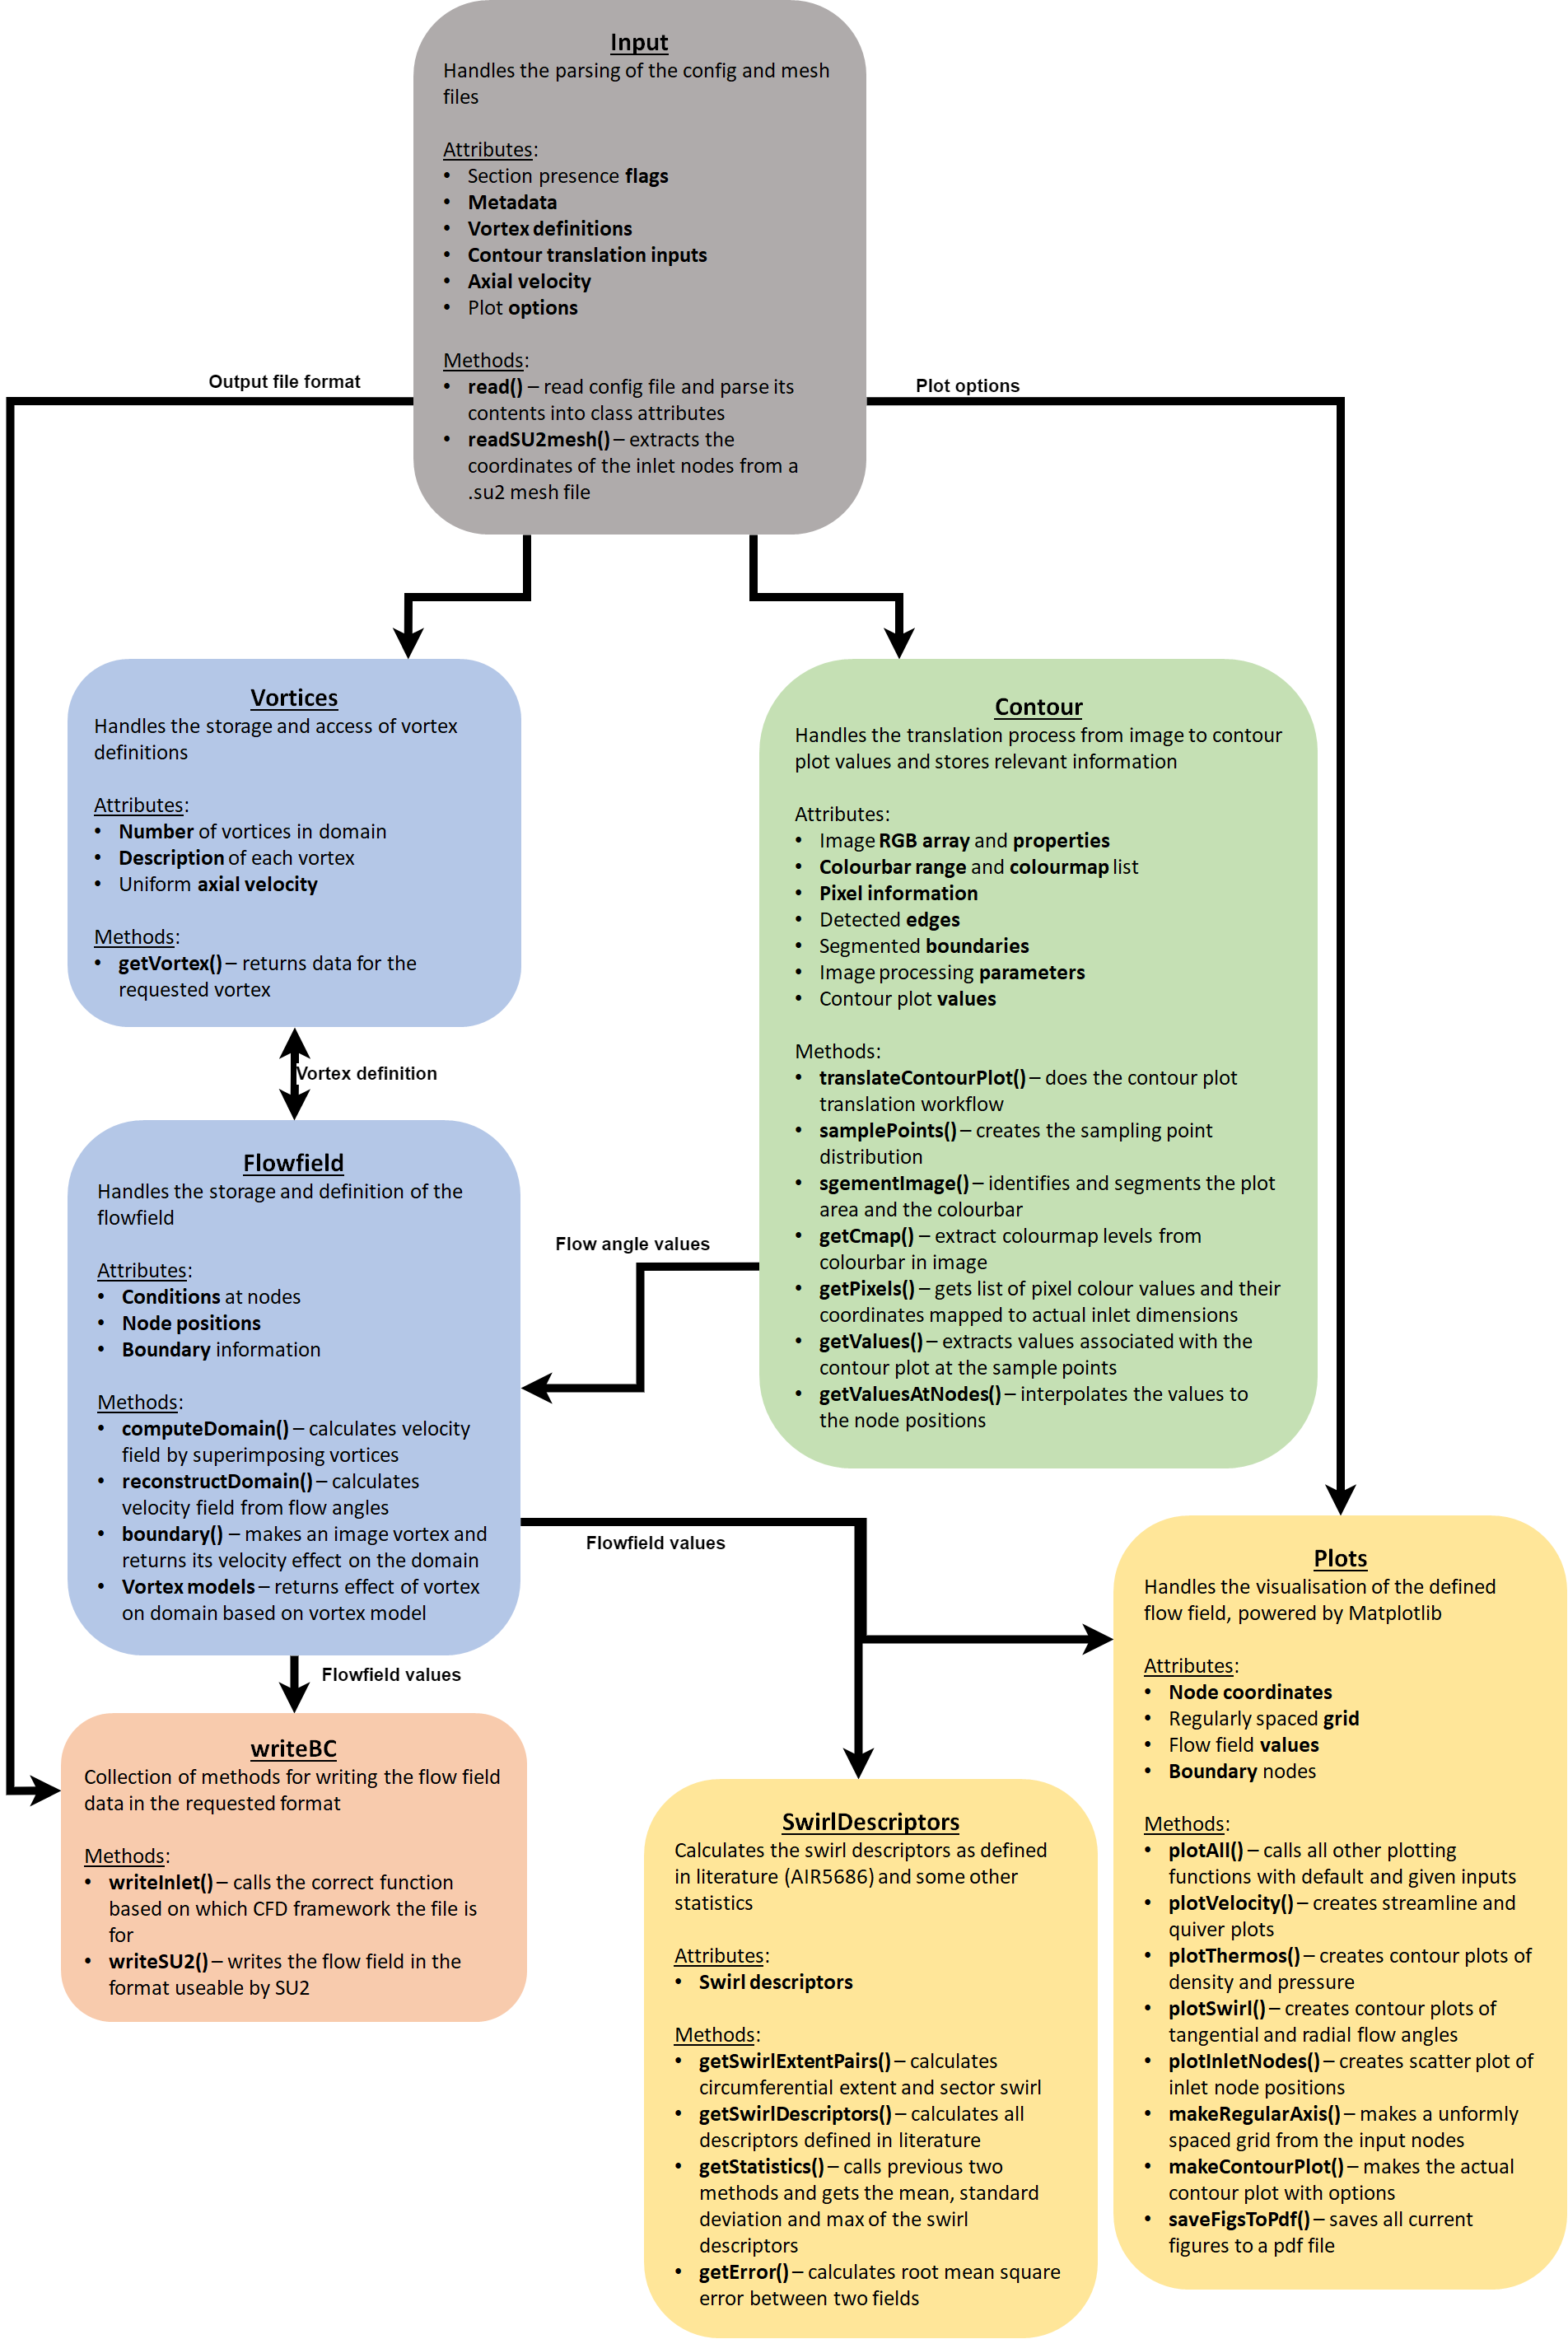 Input
Handles the parsing of the config and mesh
files
Attributes:
• Section presence flags
• Metadata
• Vortex definitions
• Contour translation inputs
• Axial velocity
• Plot options
Methods:
• read() – read config file and parse its
contents into class attributes
• readSU2mesh() – extracts the
coordinates of the inlet nodes from a
.su2 mesh file
Output file format
Plot options
Vortices
Handles the storage and access of vortex
definitions
Attributes:
• Number of vortices in domain
• Description of each vortex
• Uniform axial velocity
Methods:
• getVortex() – returns data for the
requested vortex
Vortex definition
Contour
Handles the translation process from image to contour
plot values and stores relevant information
Attributes:
• Image RGB array and properties
• Colourbar range and colourmap list
• Pixel information
• Detected edges
• Segmented boundaries
• Image processing parameters
• Contour plot values
Methods:
• translateContourPlot() – does the contour plot
translation workflow
• samplePoints() – creates the sampling point
distribution
• sgementImage() – identifies and segments the plot
area and the colourbar
• getCmap() – extract colourmap levels from
colourbar in image
• getPixels() – gets list of pixel colour values and their
coordinates mapped to actual inlet dimensions
• getValues() – extracts values associated with the
contour plot at the sample points
• getValuesAtNodes() – interpolates the values to
the node positions
Flow angle values
Flowfield
Handles the storage and definition of the
flowfield
Attributes:
• Conditions at nodes
• Node positions
• Boundary information
Methods:
• computeDomain() – calculates velocity
field by superimposing vortices
• reconstructDomain() – calculates
velocity field from flow angles
• boundary() – makes an image vortex and
returns its velocity effect on the domain
• Vortex models – returns effect of vortex
on domain based on vortex model
Flowfield values
Flowfield values
writeBC
Collection of methods for writing the flow field
data in the requested format
Methods:
• writeInlet() – calls the correct function
based on which CFD framework the file is
for
• writeSU2() – writes the flow field in the
format useable by SU2
SwirlDescriptors
Calculates the swirl descriptors as defined
in literature (AIR5686) and some other
statistics
Attributes:
• Swirl descriptors
Methods:
• getSwirlExtentPairs() – calculates
circumferential extent and sector swirl
• getSwirlDescriptors() – calculates all
descriptors defined in literature
• getStatistics() – calls previous two
methods and gets the mean, standard
deviation and max of the swirl
descriptors
• getError() – calculates root mean square
error between two fields
Plots
Handles the visualisation of the defined
flow field, powered by Matplotlib
Attributes:
• Node coordinates
• Regularly spaced grid
• Flow field values
• Boundary nodes
Methods:
• plotAll() – calls all other plotting
functions with default and given inputs
• plotVelocity() – creates streamline and
quiver plots
• plotThermos() – creates contour plots of
density and pressure
• plotSwirl() – creates contour plots of
tangential and radial flow angles
• plotInletNodes() – creates scatter plot of
inlet node positions
• makeRegularAxis() – makes a unformly
spaced grid from the input nodes
• makeContourPlot() – makes the actual
contour plot with options
• saveFigsToPdf() – saves all current
figures to a pdf file